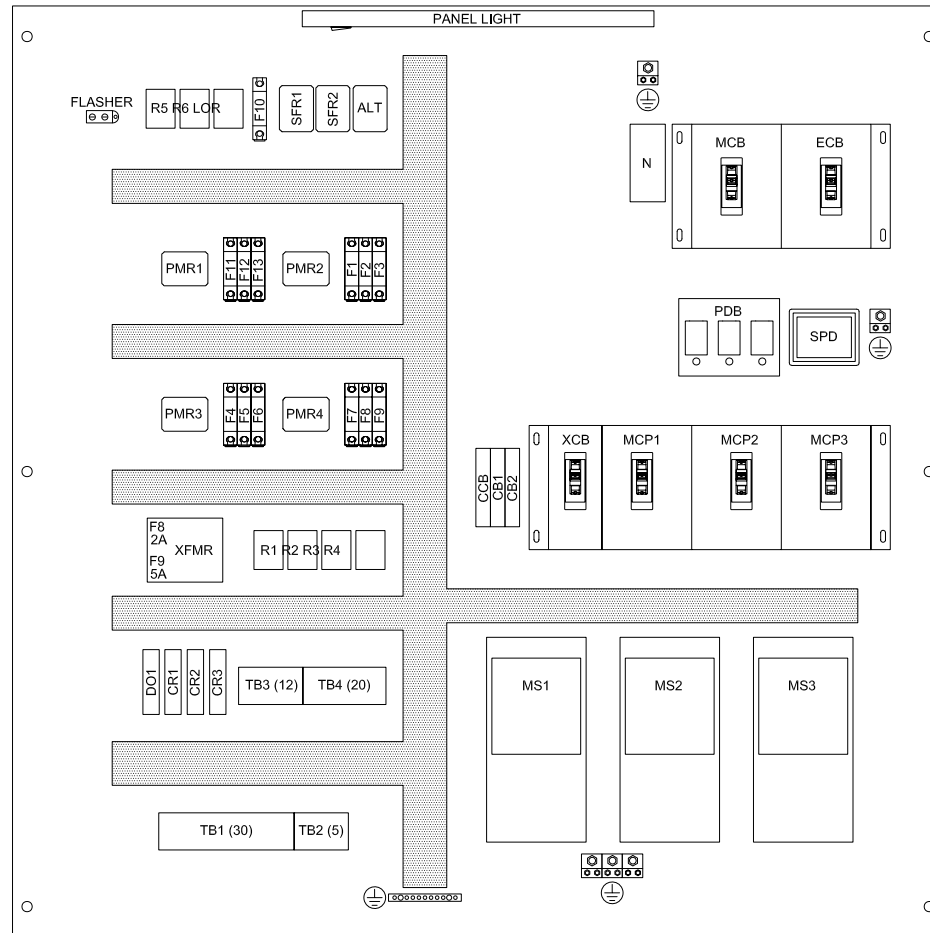 PANEL LIGHT
FLASHER
R5 R6 LOR
F10
SFR1
SFR2
ALT
N
MCB
ECB
PMR1
F11
F12
F13
PMR2
F1
F2
F3
PDB
SPD
PMR3
F4
F5
F6
PMR4
F7
F8
F9
CCB
CB1
CB2
XCB
MCP1
MCP2
MCP3
F8
2A
XFMR
F9
5A
R1 R2 R3 R4
DO1
CR1
CR2
CR3
TB3 (12)
TB4 (20)
MS1
MS2
MS3
TB1 (30)
TB2 (5)